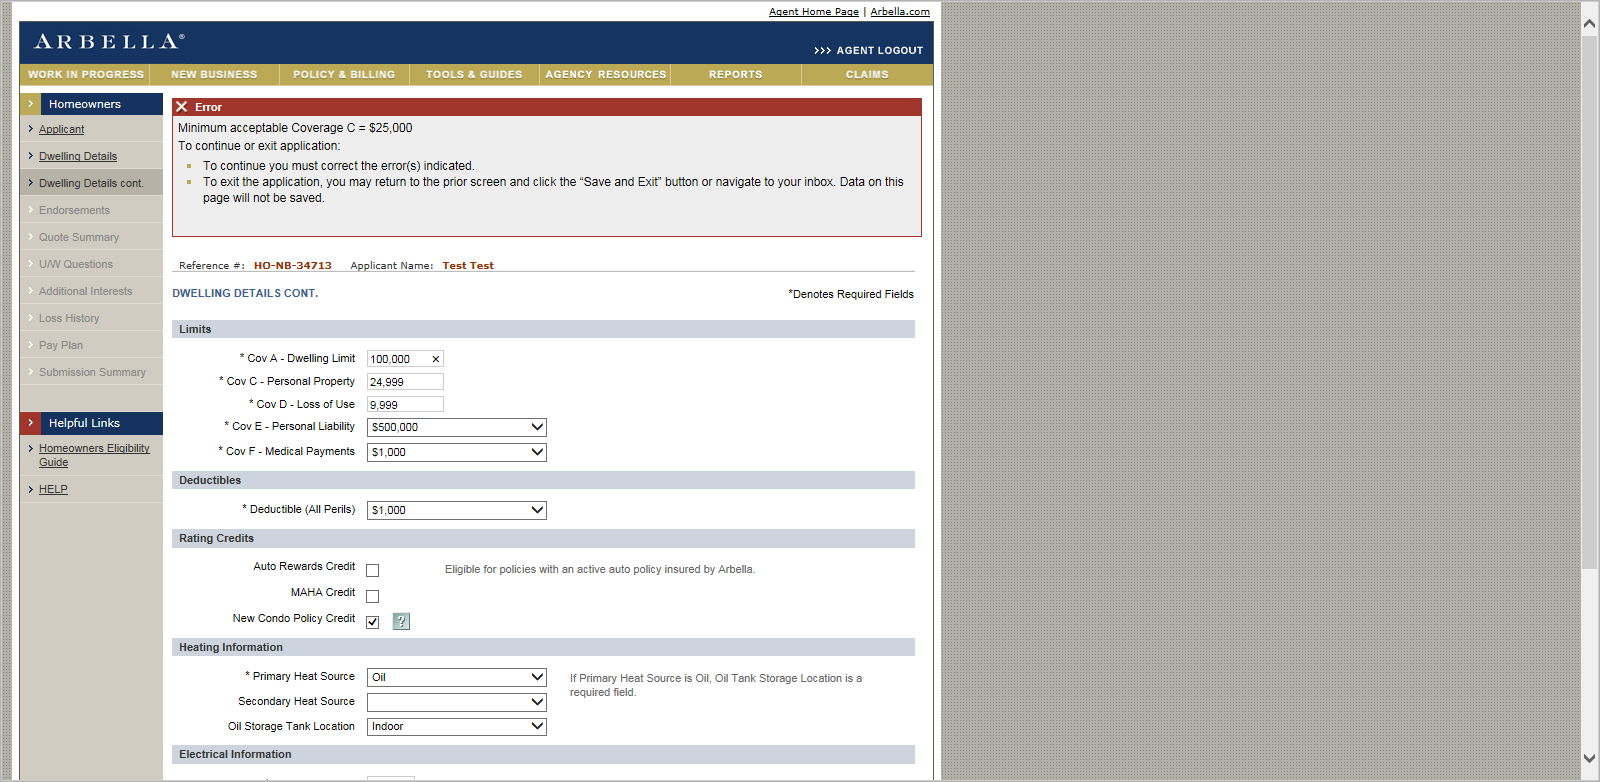 Agent Home Page | Arbella.com
ARBELLA®
>>> AGENT LOGOUT
WORK IN PROGRESS NEW BUSINESS POLICY & BILLING TOOLS & GUIDES AGENCY RESOURCES REPORTS CLAIMS
Homeowners
Applicant
Dwelling Details
Dwelling Details cont.
Endorsements
Quote Summary
U/W Questions
Additional Interests
Loss History
Pay Plan
Submission Summary
Helpful Links
Homeowners Eligibility
Guide
HELP
Error
Minimum acceptable Coverage C = $25,000
To continue or exit application:
To continue you must correct the error(s) indicated.
To exit the application, you may return to the prior screen and click the “Save and Exit” button or navigate to your inbox. Data on this
page will not be saved.
Reference #: HO-NB-34713 Applicant Name: Test Test
DWELLING DETAILS CONT.
*Denotes Required Fields
Limits
* Cov A - Dwelling Limit 100,000
* Cov C - Personal Property 24,999
* Cov D - Loss of Use 9,999
* Cov E - Personal Liability $500,000
* Cov F - Medical Payments $1,000
Deductibles
* Deductible (All Perils) $1,000
Rating Credits
Auto Rewards Credit Eligible for policies with an active auto policy insured by Arbella.
MAHA Credit
New Condo Policy Credit ?
Heating Information
* Primary Heat Source Oil If Primary Heat Source is Oil, Oil Tank Storage Location is a
required field.
Secondary Heat Source
Oil Storage Tank Location Indoor
Electrical Information